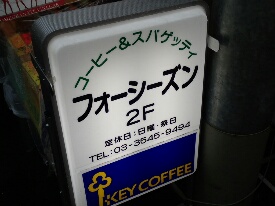 コーヒー&スパゲッティ
フォーシーズン
2F
定休日:日曜・祭日
TEL:03-3545-9494
KEY COFFEE